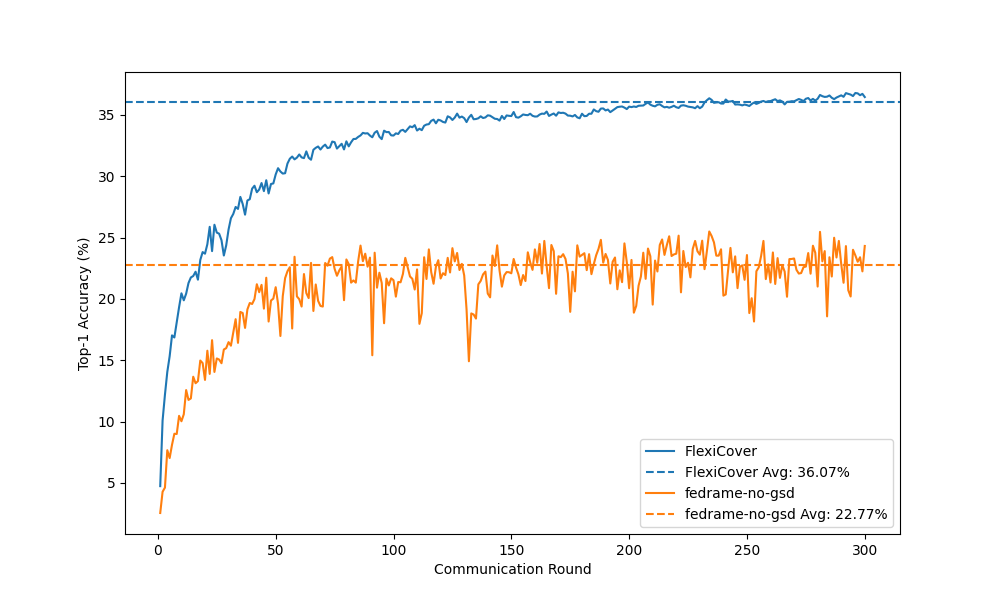 Top-1 Accuracy (%)
35
30
25
20
15
10
5
FlexiCover
FlexiCover Avg: 36.07%
fedrame-no-gsd
fedrame-no-gsd Avg: 22.77%
0 50 100 150 200 250 300
Communication Round